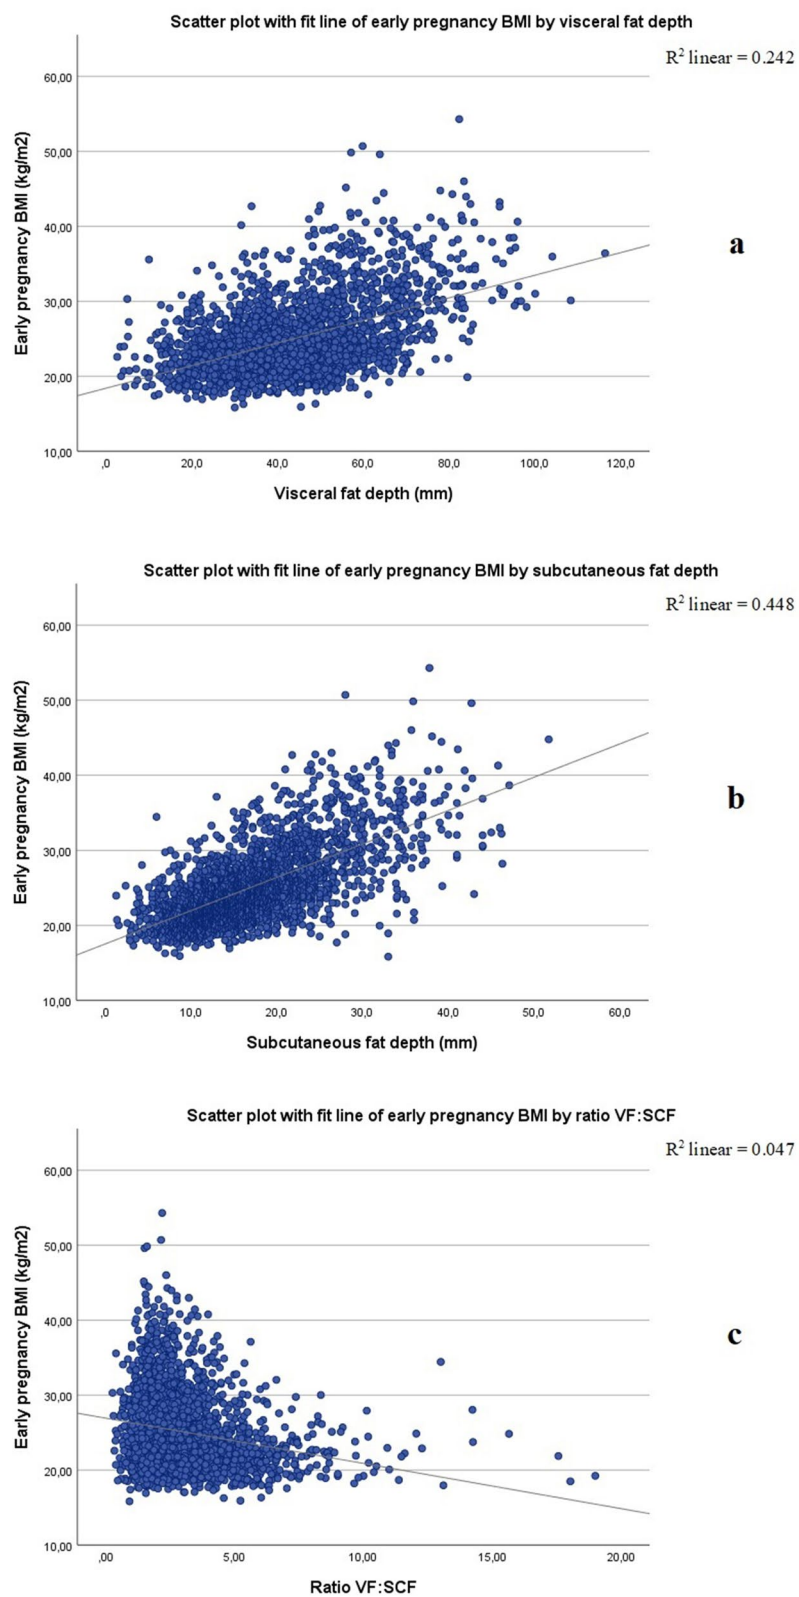 Scatter plot with fit line of early pregnancy BMI by visceral fat depth
R² linear = 0.242
Early pregnancy BMI (kg/m2)
60,00
50,00
40,00
30,00
20,00
10,00
a
,0 20,0 40,0 60,0 80,0 100,0 120,0
Visceral fat depth (mm)
Scatter plot with fit line of early pregnancy BMI by subcutaneous fat depth
R² linear = 0.448
Early pregnancy BMI (kg/m2)
60,00
50,00
40,00
30,00
20,00
10,00
b
,0 10,0 20,0 30,0 40,0 50,0 60,0
Subcutaneous fat depth (mm)
Scatter plot with fit line of early pregnancy BMI by ratio VF:SCF
R² linear = 0.047
Early pregnancy BMI (kg/m2)
60,00
50,00
40,00
30,00
20,00
10,00
c
,00 5,00 10,00 15,00 20,00
Ratio VF:SCF